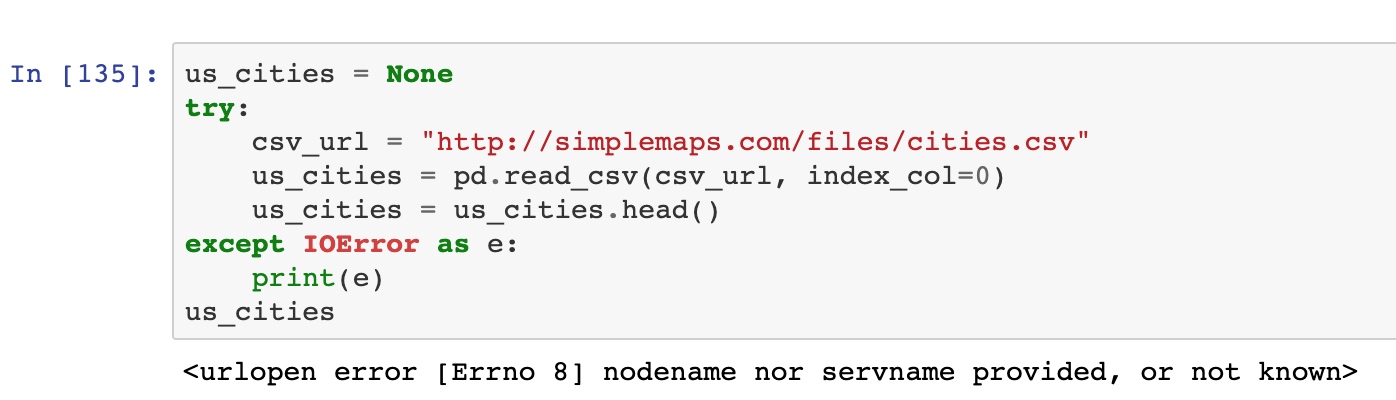 In [135]: us_cities = None
try:
    csv_url = "http://simplemaps.com/files/cities.csv"
    us_cities = pd.read_csv(csv_url, index_col=0)
    us_cities = us_cities.head()
except IOError as e:
    print(e)
us_cities
<urlopen error [Errno 8] nodename nor servname provided, or not known>